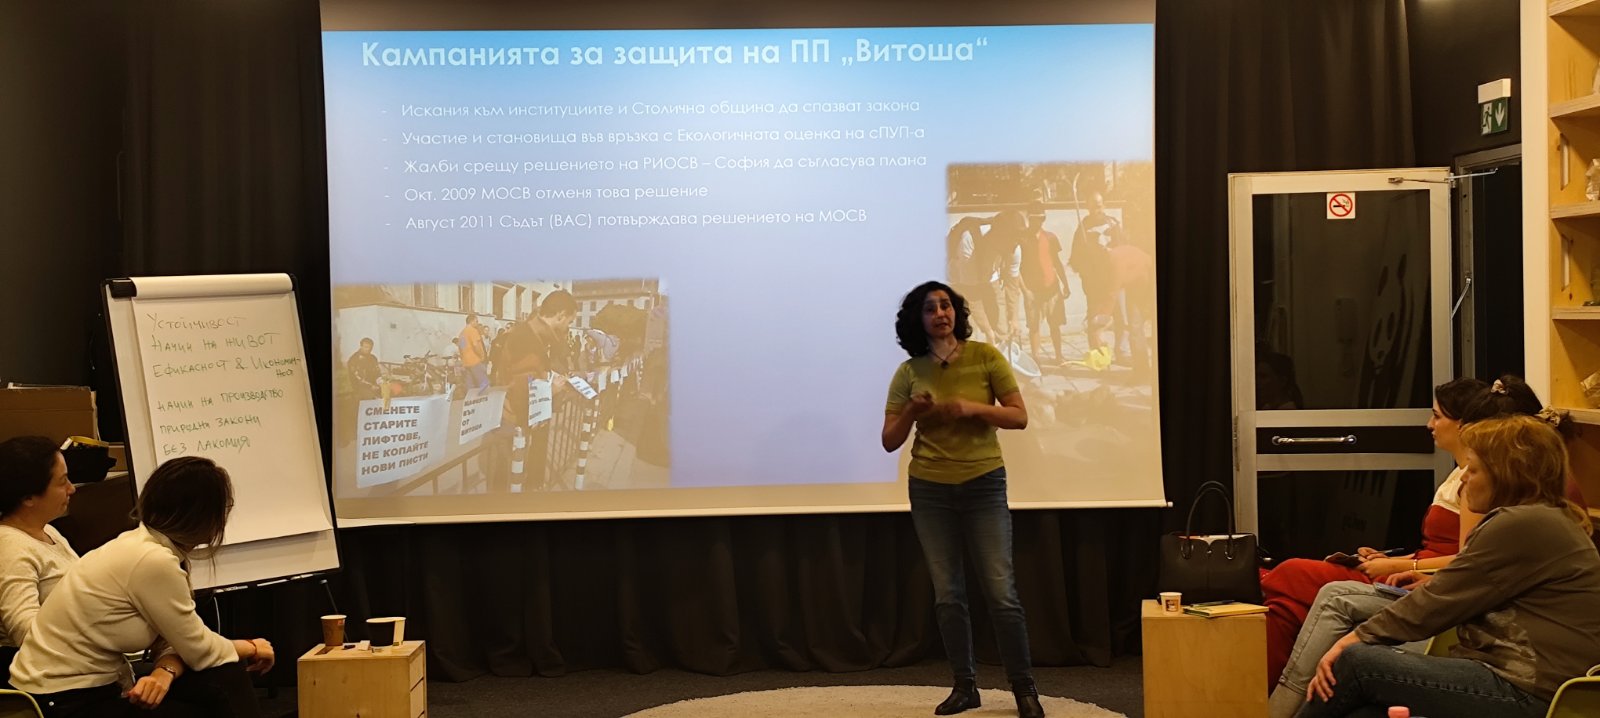 Кампанията за защита на ПП „Витоша“
- Искания към институциите и Столична община да спазват закона
- Участие и становища във връзка с Екологичната оценка на сПУП-а
- Жалби срещу решението на РИОСВ – София да съгласува плана
- Окт. 2009 МОСВ отменя това решение
- Август 2011 Съдът (ВАС) потвърждава решението на МОСВ
СМЕНЕТЕ
СТАРИТЕ
ЛИФТОВЕ,
НЕ КОПАЙТЕ
НОВИ ПИСТИ
ВЪН
ОТ
ВИТОША
Устойчивост
Начин на живот
Ефикасност &
начин на производство
природни закони
без лакомия